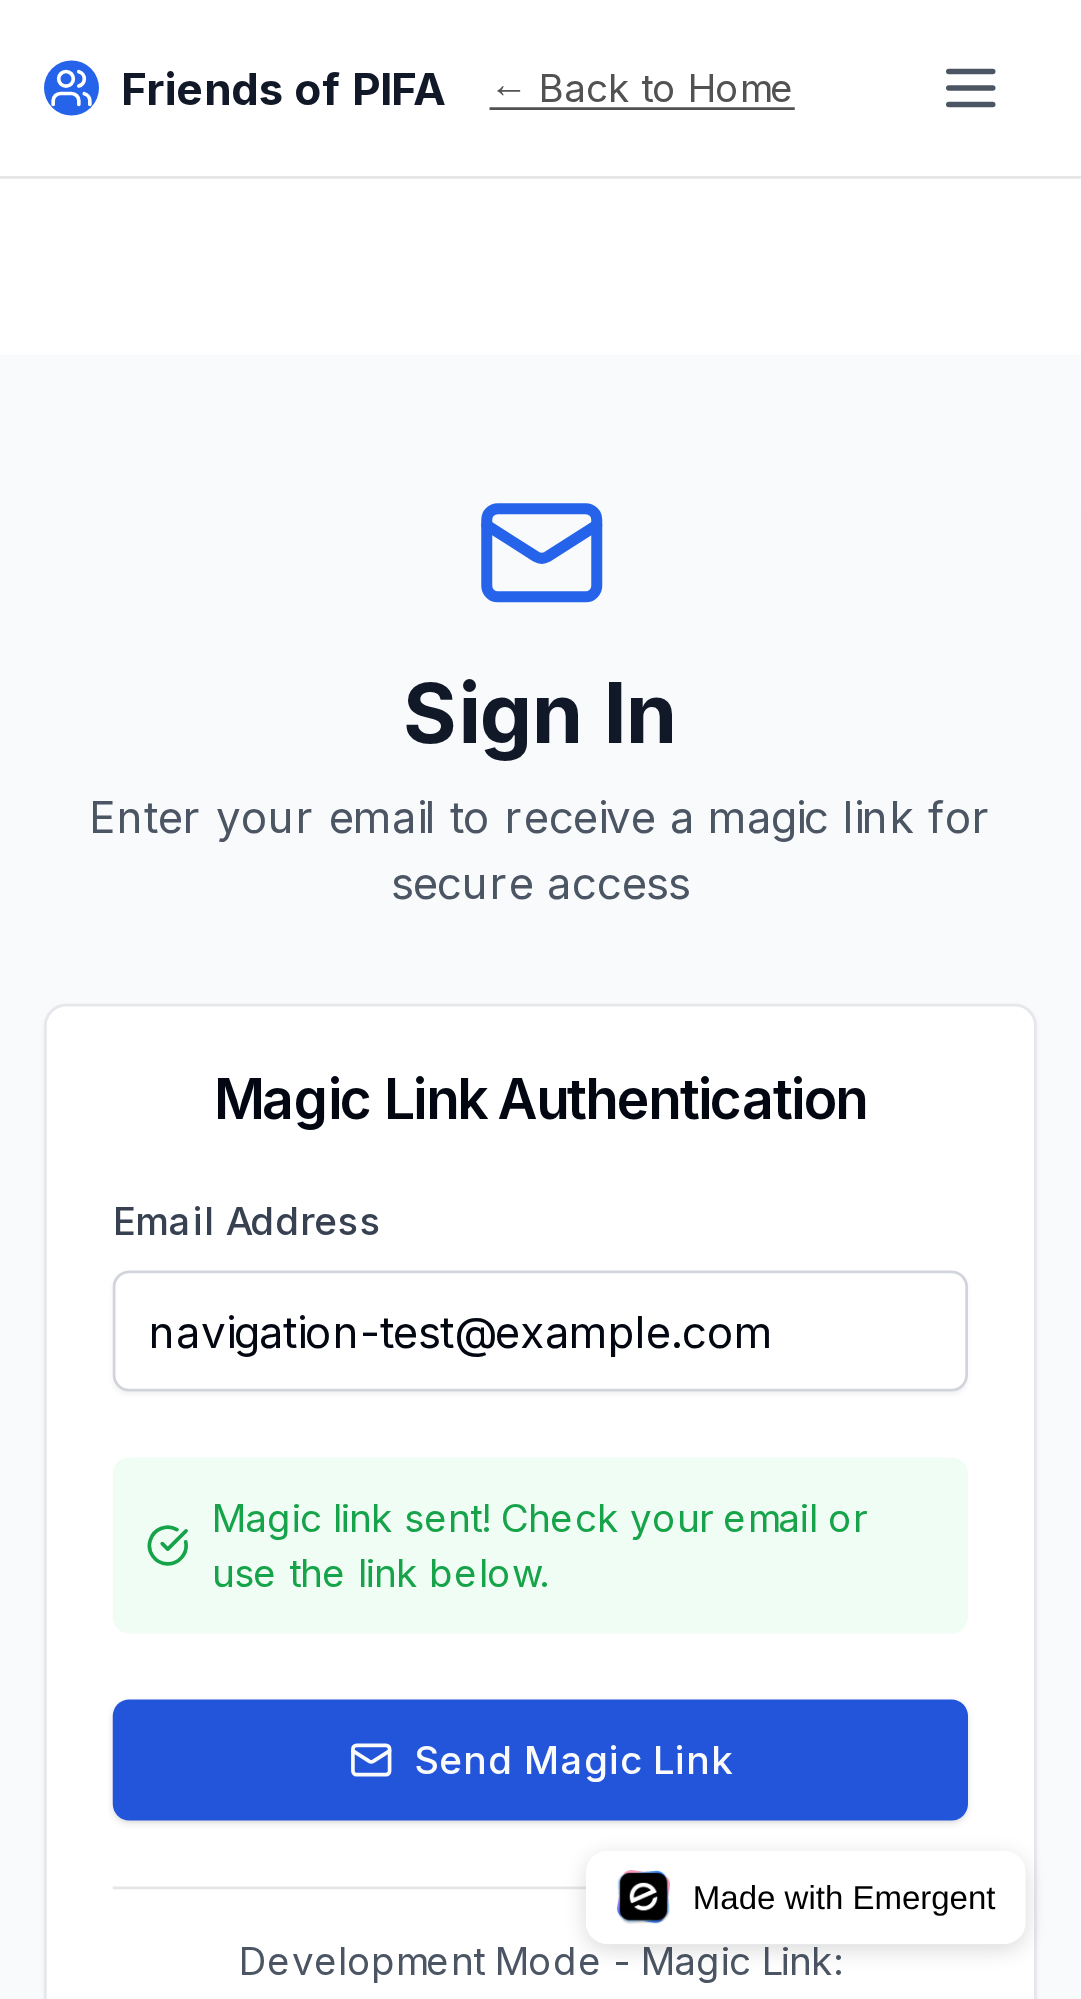 Friends of PIFA
← Back to Home
Sign In
Enter your email to receive a magic link for
secure access
Magic Link Authentication
Email Address
navigation-test@example.com
Magic link sent! Check your email or
use the link below.
Send Magic Link
Made with Emergent
Development Mode - Magic Link: